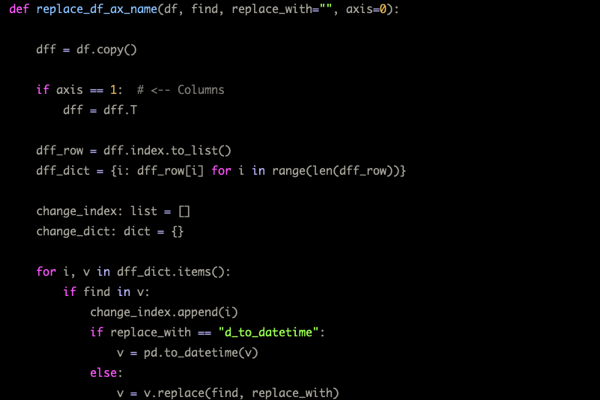 def replace_df_ax_name(df, find, replace_with="", axis=0):
dff = df.copy()
if axis == 1:  # <-- Columns
dff = dff.T
dff_row = dff.index.to_list()
dff_dict = {i: dff_row[i] for i in range(len(dff_row))}
change_index: list = []
change_dict: dict = {}
for i, v in dff_dict.items():
if find in v:
change_index.append(i)
if replace_with == "d_to_datetime":
v = pd.to_datetime(v)
else:
v = v.replace(find, replace_with)